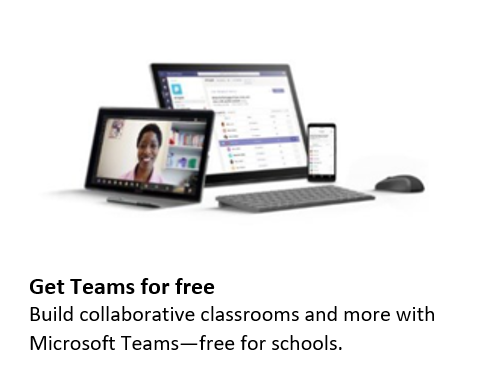 Get Teams for free
Build collaborative classrooms and more with
Microsoft Teams—free for schools.